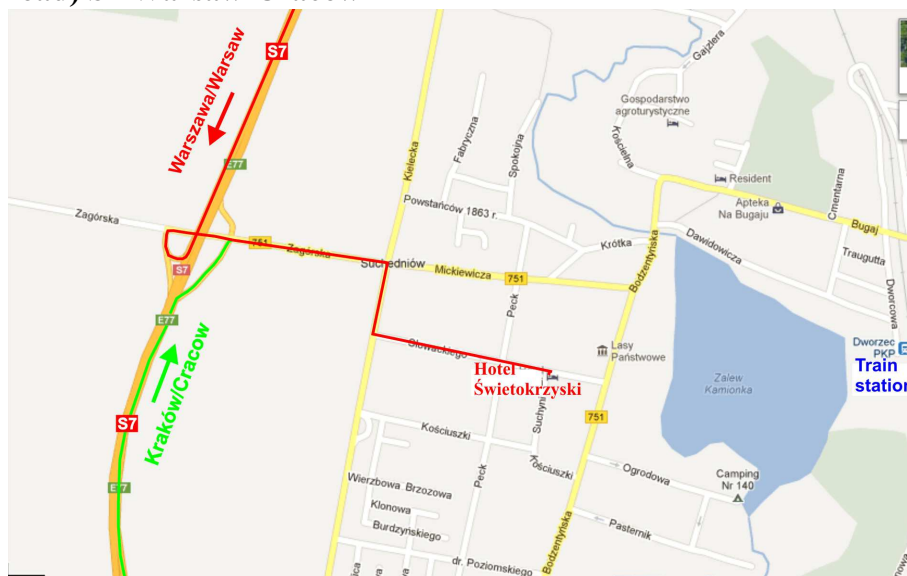 S7
Gajzlera
Warszawa/Warsaw
Gospodarstwo
agroturystyczne
Fabryczna
Spokojna
Kielecka
Kościelna
E77
Resident
Cmentarna
Apteka
Na Bugaju
Powstańców 1863 r.
Zagórska
Bugaj
Krótka
Dawidowicza
751
Zagórska
Suchedniów
Traugutta
Bodzentyńska
S7
Mickiewicza
751
Peck
Dworcowa
E77
Słowackiego
Lasy
Państwowe
Dworzec
PKP
Train
station
Hotel
Świetokrzyski
Zalew
Kamionka
Kraków/Cracow
Suchyni
S7
751
Kościuszki
Kościuszki
Ogrodowa
Peck
Camping
Nr 140
Wierzbowa
Brzozowa
E77
Klonowa
Burdzyńskiego
Pasternik
Bodzentyńska
dr. Poziomskiego